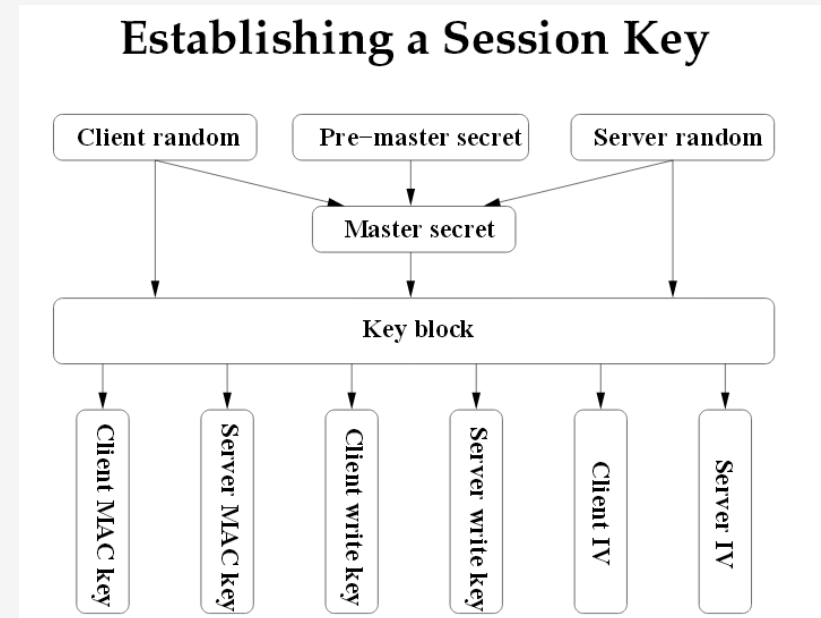 Establishing a Session Key
Client random
Pre−master secret
Server random
Master secret
Key block
Client MAC key
Server MAC key
Client write key
Server write key
Client IV
Server IV